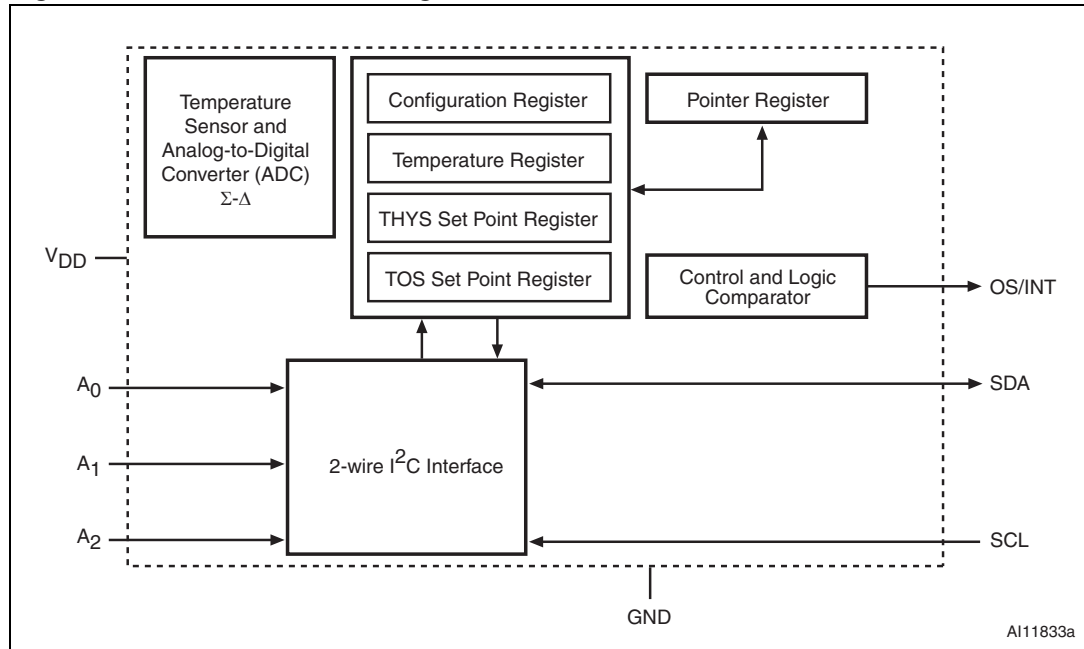 Temperature
Sensor and
Analog-to-Digital
Converter (ADC)
Σ-Δ
Configuration Register
Temperature Register
THYS Set Point Register
TOS Set Point Register
Pointer Register
Control and Logic
Comparator
VDD
OS/INT
A0
A1
A2
2-wire I2C Interface
SDA
SCL
GND
AI11833a